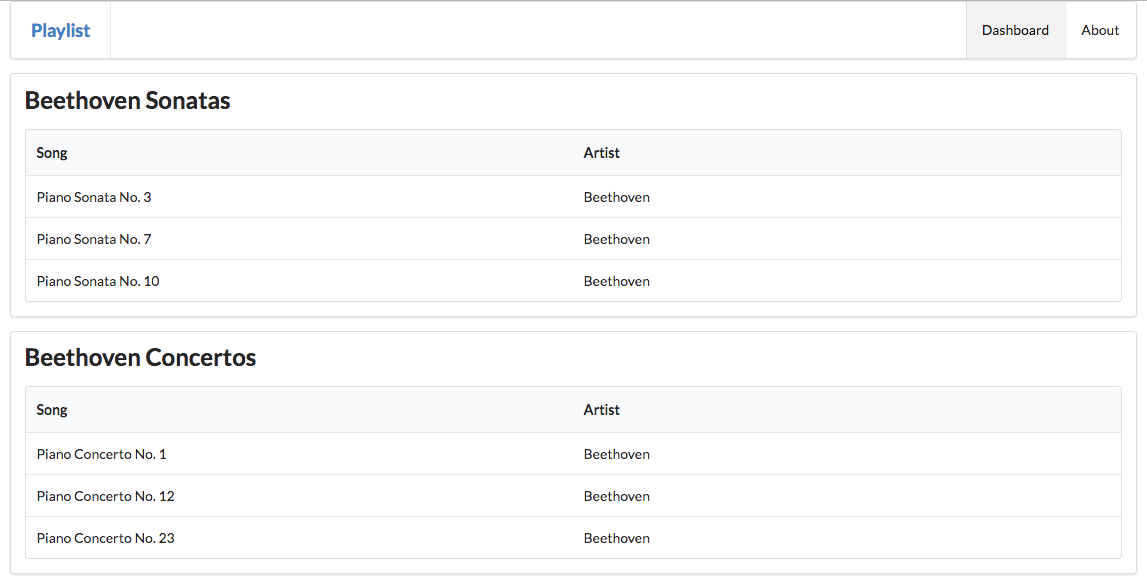 Playlist Dashboard About
Beethoven Sonatas
Song Artist
Piano Sonata No. 3 Beethoven
Piano Sonata No. 7 Beethoven
Piano Sonata No. 10 Beethoven
Beethoven Concertos
Song Artist
Piano Concerto No. 1 Beethoven
Piano Concerto No. 12 Beethoven
Piano Concerto No. 23 Beethoven